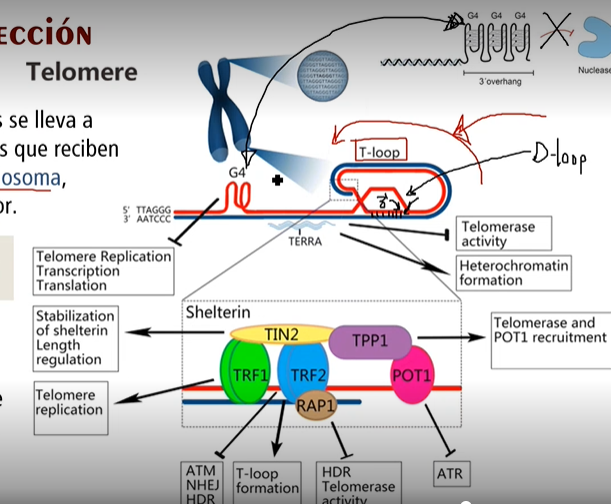 ECCIÓN
Telomere
s se lleva a
s que reciben
osoma,
or.
G4 G4 G4
3´overhang
Nuclease
T-loop
D-loop
G4
5' TTAGGG
3' AATCCC
TERRA
Telomerase
activity
Heterochromatin
formation
Telomere Replication
Transcription
Translation
Shelterin
Stabilization
of shelterin
Length
regulation
TIN2
TPP1
Telomerase and
POT1 recruitment
TRF1
TRF2
POT1
RAP1
Telomere
replication
e
ATM
NHEJ
HDR
T-loop
formation
HDR
Telomerase
activity
ATR